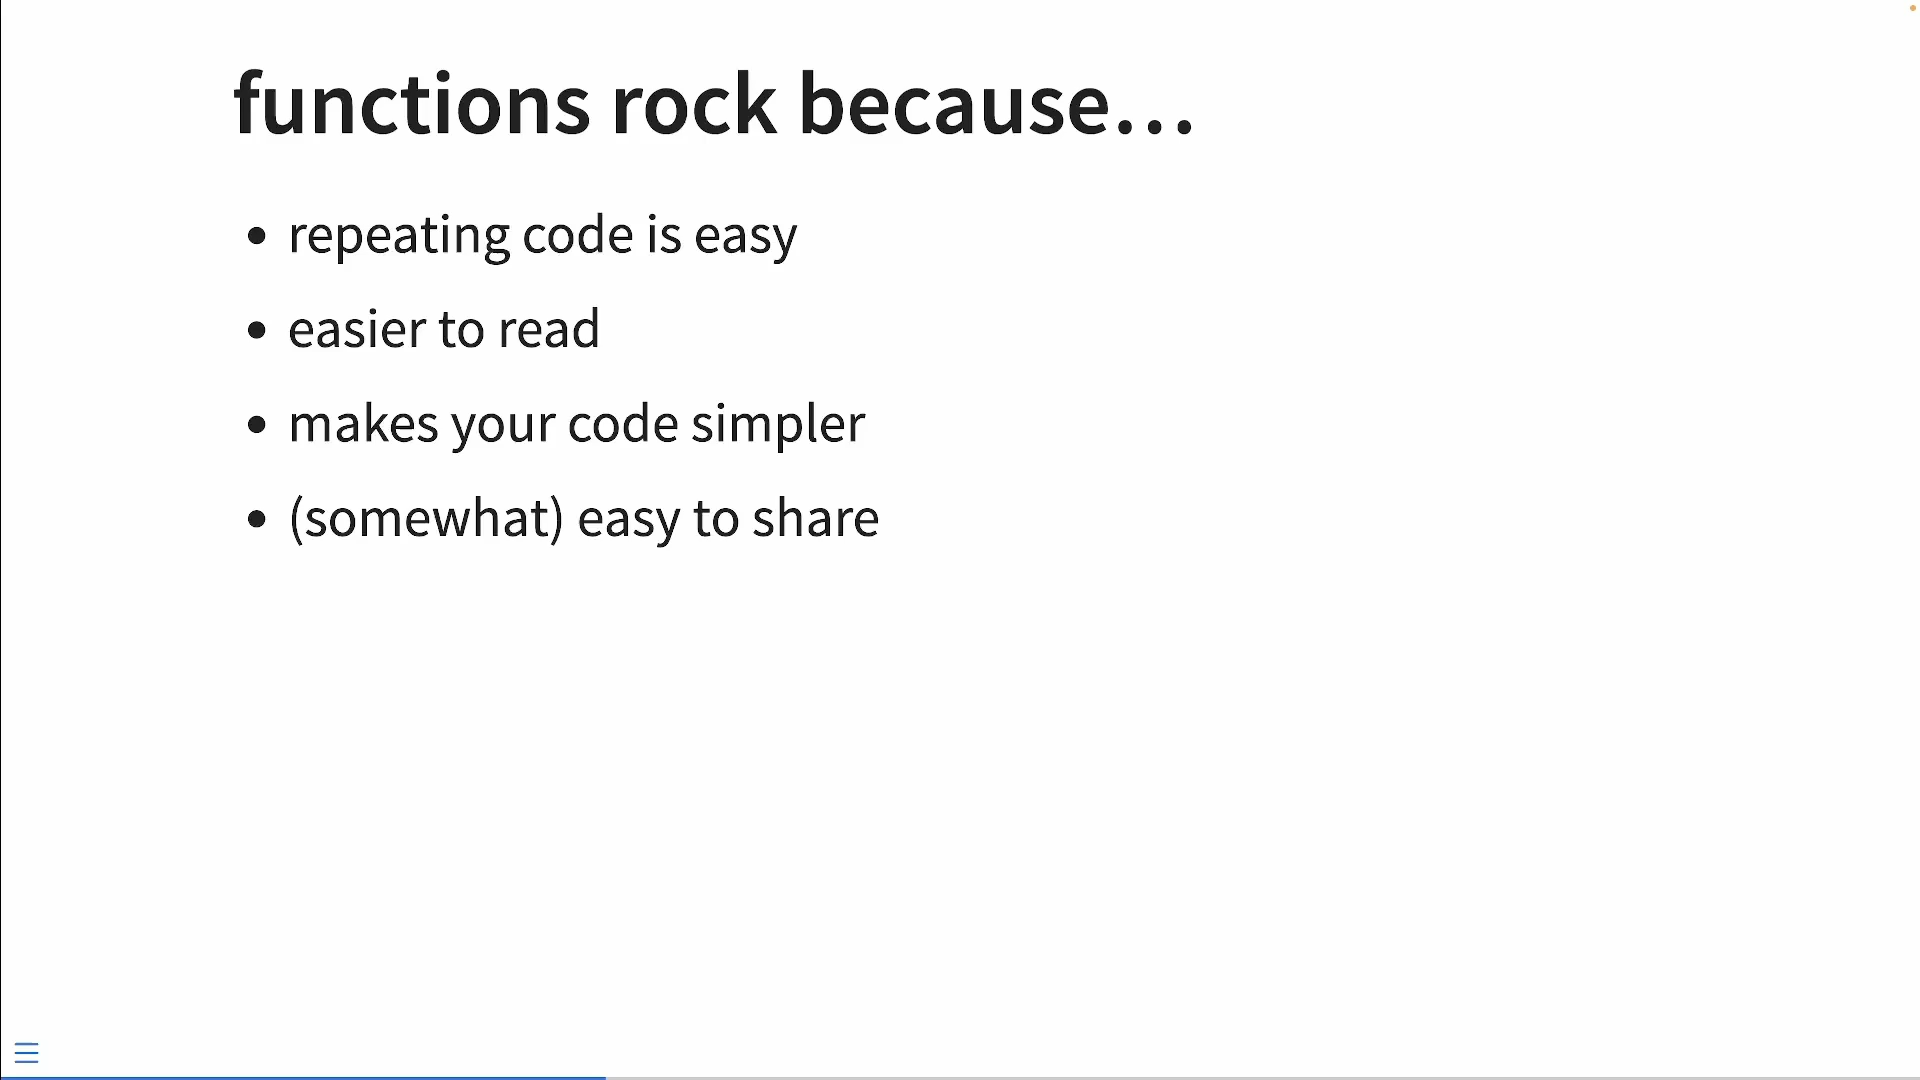 functions rock because…
• repeating code is easy
• easier to read
• makes your code simpler
• (somewhat) easy to share